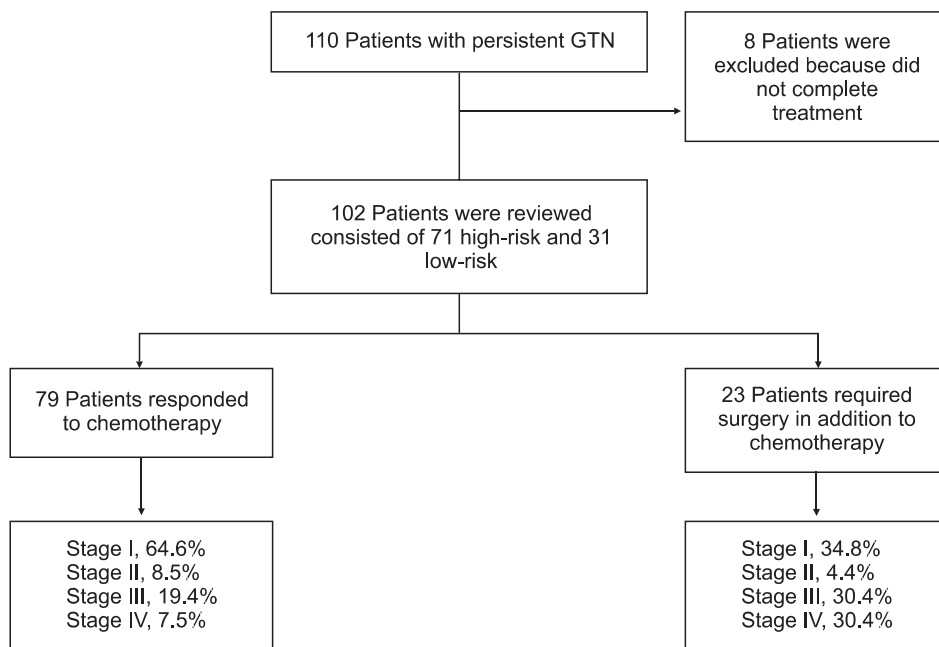 110 Patients with persistent GTN
8 Patients were
excluded because did
not complete
treatment
102 Patients were reviewed
consisted of 71 high-risk and 31
low-risk
79 Patients responded
to chemotherapy
23 Patients required
surgery in addition to
chemotherapy
Stage I, 64.6%
Stage II, 8.5%
Stage III, 19.4%
Stage IV, 7.5%
Stage I, 34.8%
Stage II, 4.4%
Stage III, 30.4%
Stage IV, 30.4%